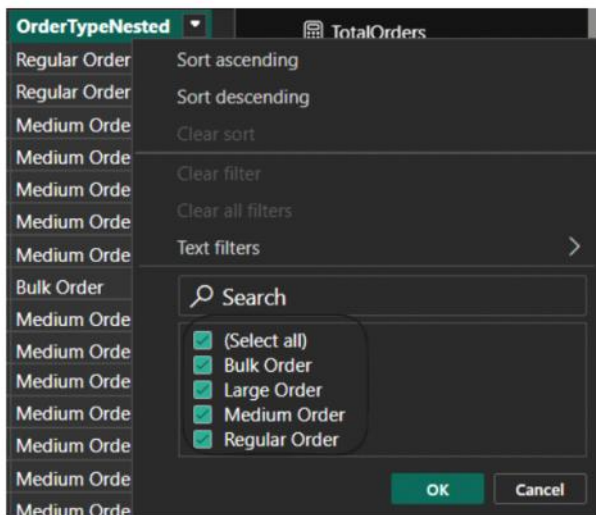 OrderTypeNested
TotalOrders
Regular Order
Regular Order
Medium Orde
Medium Orde
Medium Orde
Medium Orde
Medium Orde
Bulk Order
Medium Orde
Medium Orde
Medium Orde
Medium Orde
Medium Orde
Medium Orde
Medium Orde
Sort ascending
Sort descending
Clear sort
Clear filter
Clear all filters
Text filters
Search
(Select all)
Bulk Order
Large Order
Medium Order
Regular Order
OK
Cancel